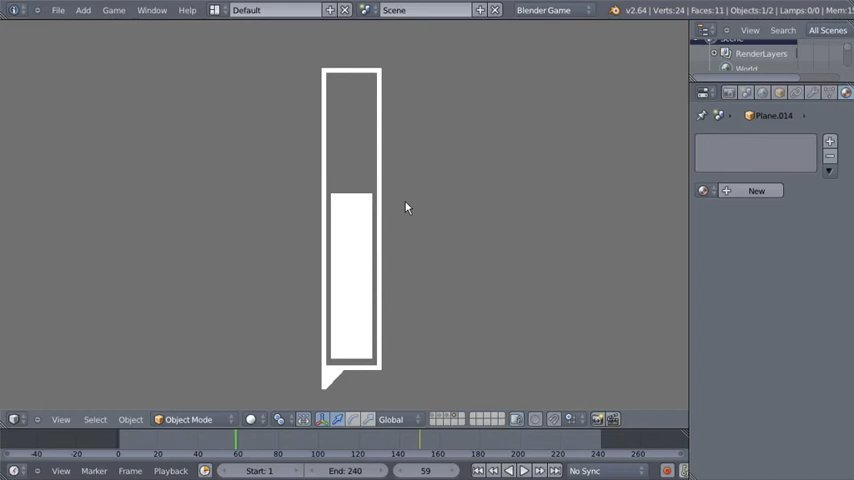 File Add Game Window Help Default Scene Blender Game v2.64 | Verts:24 | Faces:11 | Objects:1/2 | Lamps:0/0 | Mem:15
View Search All Scenes
RenderLayers
World
Plane.014
New
View Select Object Object Mode Global
-40 -20 0 20 40 60 80 100 120 140 160 180 200 220 240 260
View Marker Frame Playback Start: 1 End: 240 59 No Sync